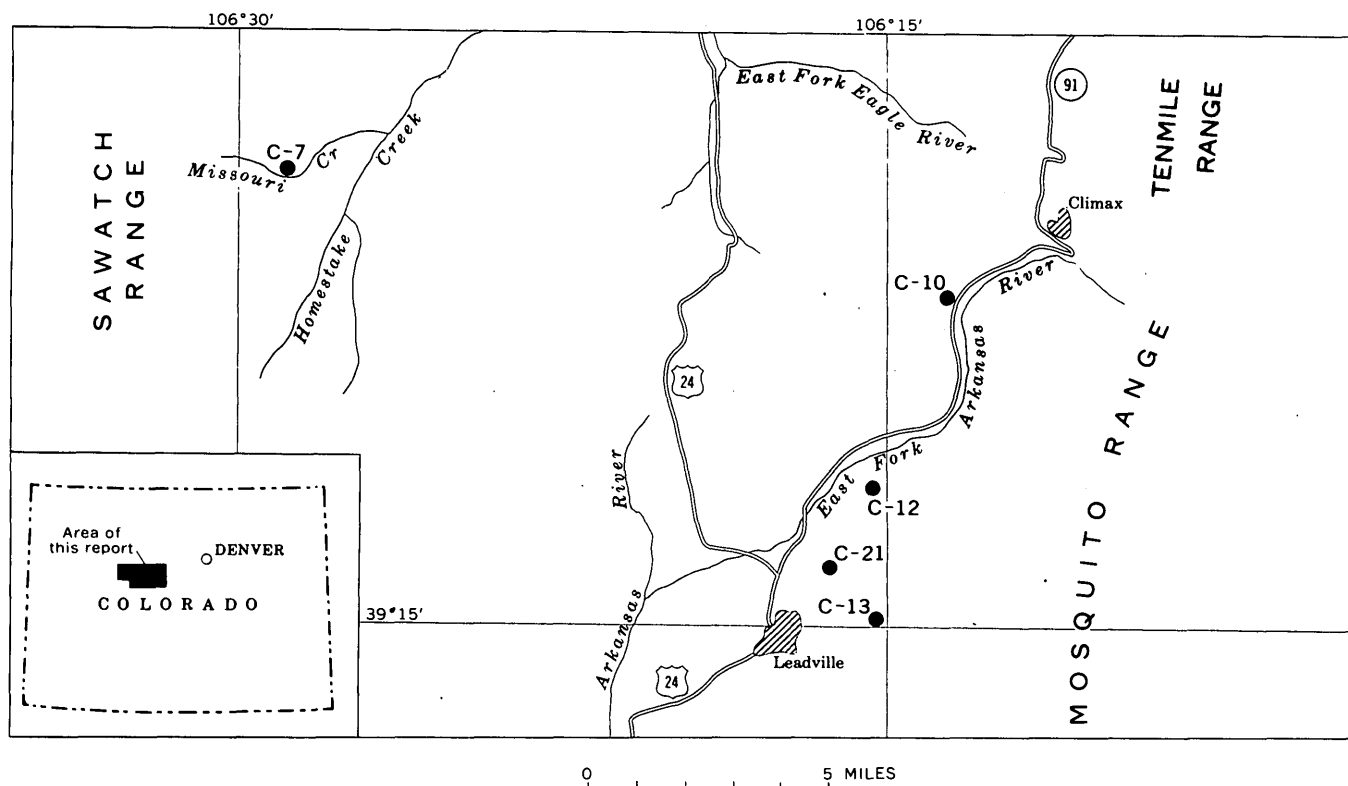 106°30'
106°15'
East Fork Eagle River
91
TENMILE
RANGE
SAWATCH
RANGE
C-7
Missouri Cr
Homestake Creek
Climax
C-10
East Fork Arkansas River
24
MOSQUITO RANGE
C-12
C-21
C-13
Arkansas River
39°15'
Leadville
24
Area of
this report
DENVER
COLORADO
0 5 MILES